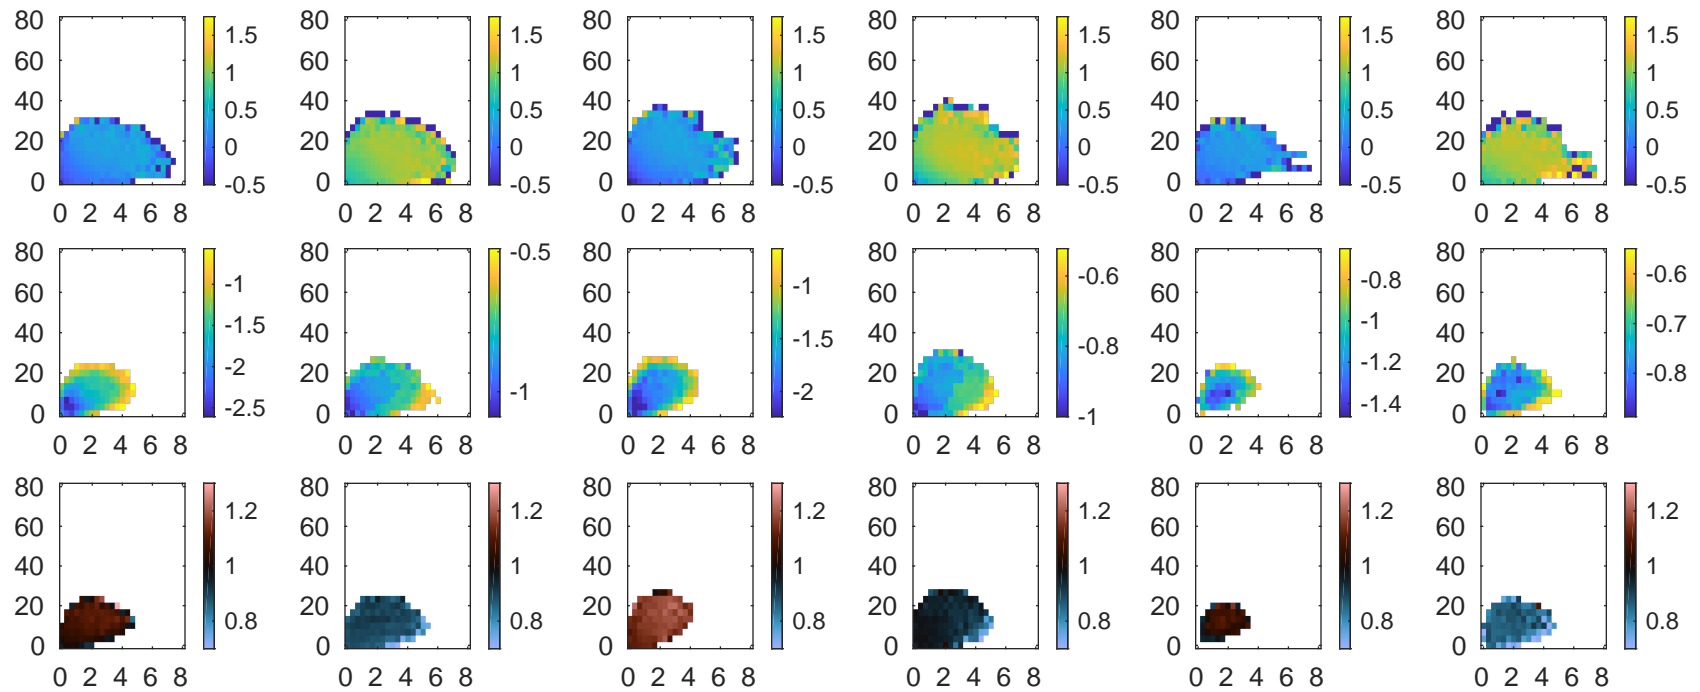 80 1.5 80 1.5 80 1.5 80 1.5 80 1.5 80 1.5
60 1 60 1 60 1 60 1 60 1 60 1
40 0.5 40 0.5 40 0.5 40 0.5 40 0.5 40 0.5
20 0 20 0 20 0 20 0 20 0 20 0
0 -0.5 0 -0.5 0 -0.5 0 -0.5 0 -0.5 0 -0.5
0 2 4 6 8 0 2 4 6 8 0 2 4 6 8 0 2 4 6 8 0 2 4 6 8 0 2 4 6 8
80 80 -0.5 80 80 80 80
60 -1 60 60 -1 60 -0.6 60 -0.8 60 -0.6
40 -1.5 40 40 -1.5 40 -0.8 40 -1 40 -0.7
20 -2 20 20 20 20 -1.2 20 -0.8
0 -2.5 0 -1 0 -2 0 -1 0 -1.4 0
0 2 4 6 8 0 2 4 6 8 0 2 4 6 8 0 2 4 6 8 0 2 4 6 8 0 2 4 6 8
80 1.2 80 1.2 80 1.2 80 1.2 80 1.2 80 1.2
60 60 60 60 60 60
40 1 40 1 40 1 40 1 40 1 40 1
20 0.8 20 0.8 20 0.8 20 0.8 20 0.8 20 0.8
0 0 0 0 0 0
0 2 4 6 8 0 2 4 6 8 0 2 4 6 8 0 2 4 6 8 0 2 4 6 8 0 2 4 6 8